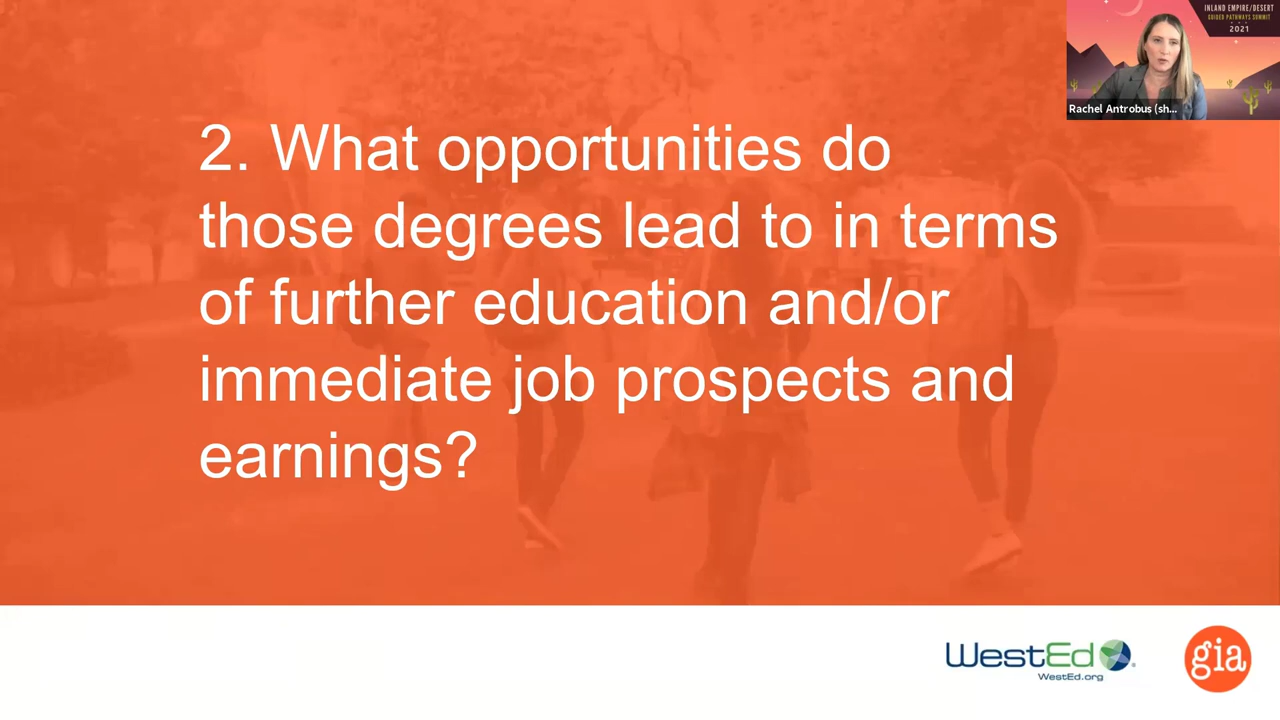 INLAND EMPIRE/DESERT
GUIDED PATHWAYS SUMMIT
2021
Rachel Antrobus (sh...
2. What opportunities do
those degrees lead to in terms
of further education and/or
immediate job prospects and
earnings?
WestEd
WestEd.org
gia